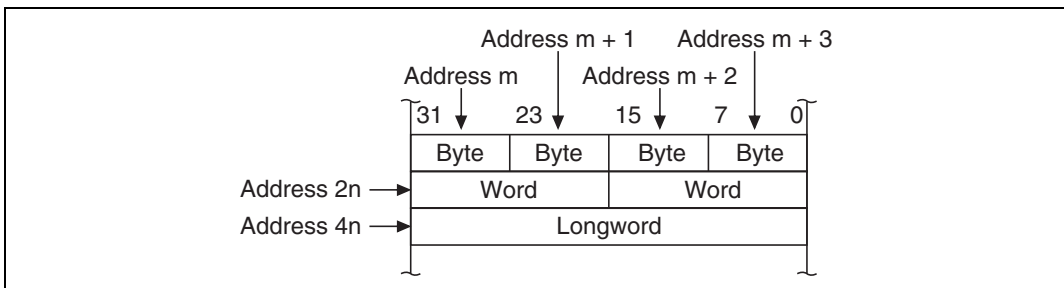 Address m + 1 Address m + 3
Address m Address m + 2
31 23 15 7 0
Byte Byte Byte Byte
Address 2n Word Word
Address 4n Longword